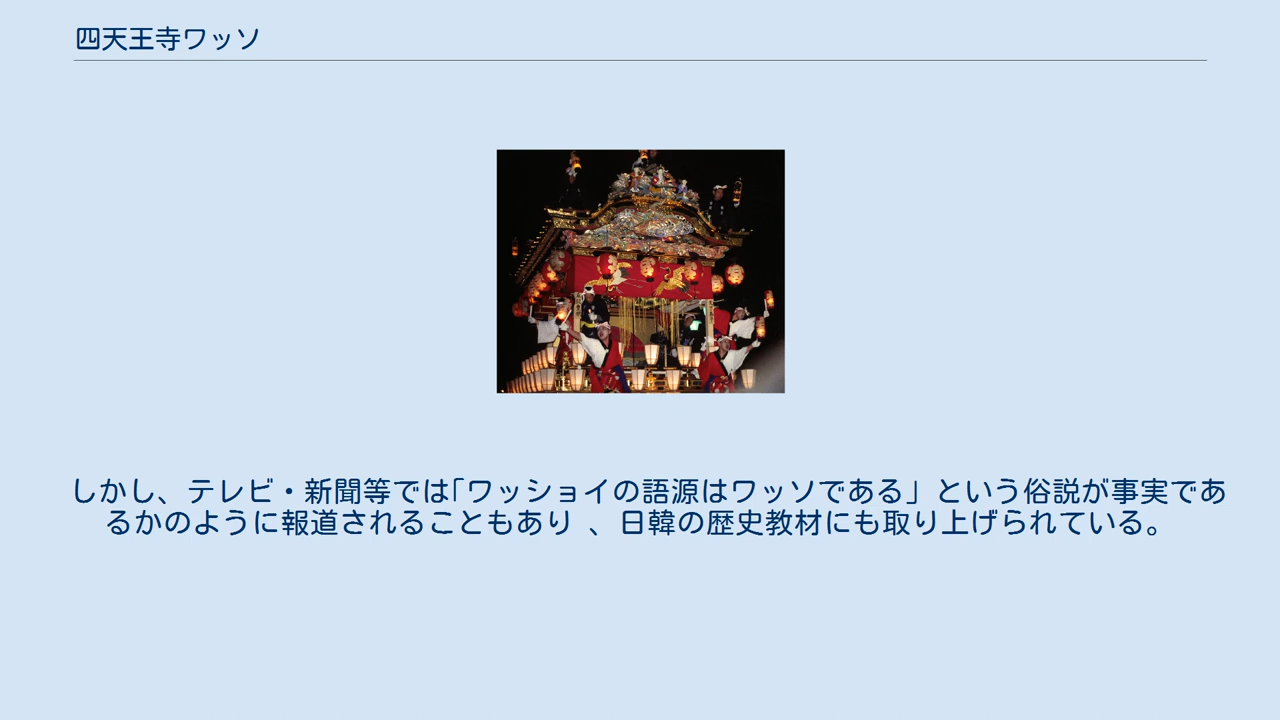 四天王寺ワッソ
しかし、テレビ・新聞等では「ワッショイの語源はワッソである」という俗説が事実であ
るかのように報道されることもあり 、日韓の歴史教材にも取り上げられている。